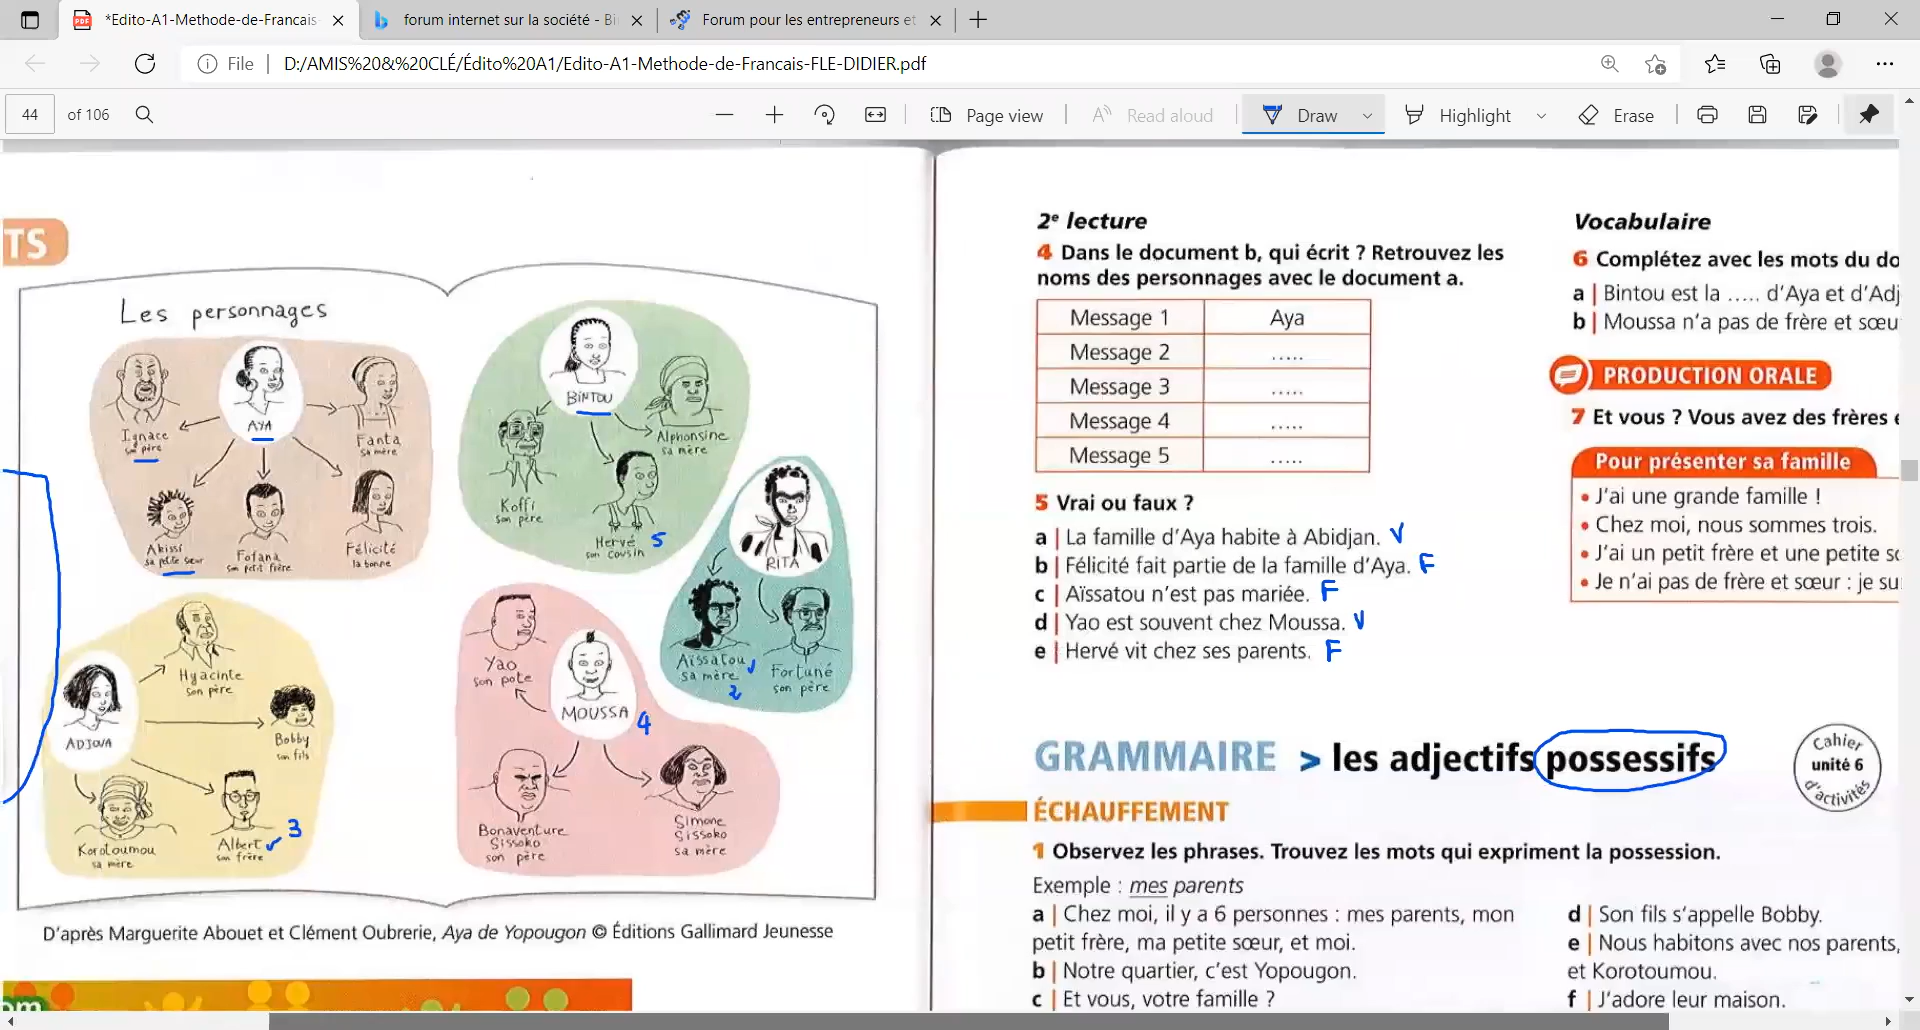 *Edito-A1-Methode-de-Francais
forum internet sur la société - Bi
Forum pour les entrepreneurs et
File
D:/AMIS%20&%20CLÉ/Édito%20A1/Edito-A1-Methode-de-Francais-FLE-DIDIER.pdf
44 of 106
Page view
Read aloud
Draw
Highlight
Erase
TS
Les personnages
AYA
Ignace
son père
Fanta
sa mère
Akissi
sa petite sœur
Fofana
son petit frère
Félicité
la bonne
BINTOU
Alphonsine
sa mère
Koffi
son père
Hervé 5
son cousin
RITA
Aïssatou
sa mère
2
Fortuné
son père
ADJOUA
Hyacinte
son père
Bobby
son fils
Korotoumou
sa mère
Albert 3
son frère
Yao
son pote
MOUSSA 4
Bonaventure
Sissoko
son père
Simone
Sissoko
sa mère
D'après Marguerite Abouet et Clément Oubrerie, Aya de Yopougon © Éditions Gallimard Jeunesse
om
2e lecture
4 Dans le document b, qui écrit ? Retrouvez les
noms des personnages avec le document a.
Message 1 Aya
Message 2 .....
Message 3 .....
Message 4 .....
Message 5 .....
5 Vrai ou faux ?
a | La famille d'Aya habite à Abidjan. V
b | Félicité fait partie de la famille d'Aya. F
c | Aïssatou n'est pas mariée. F
d | Yao est souvent chez Moussa. V
e | Hervé vit chez ses parents. F
Vocabulaire
6 Complétez avec les mots du do
a | Bintou est la ..... d'Aya et d'Adj
b | Moussa n'a pas de frère et sœu
PRODUCTION ORALE
7 Et vous ? Vous avez des frères e
Pour présenter sa famille
• J'ai une grande famille !
• Chez moi, nous sommes trois.
• J'ai un petit frère et une petite so
• Je n'ai pas de frère et sœur : je su
GRAMMAIRE > les adjectifs possessifs
Cahier
unité 6
d'activités
ÉCHAUFFEMENT
1 Observez les phrases. Trouvez les mots qui expriment la possession.
Exemple : mes parents
a | Chez moi, il y a 6 personnes : mes parents, mon
petit frère, ma petite sœur, et moi.
b | Notre quartier, c'est Yopougon.
c | Et vous, votre famille ?
d | Son fils s'appelle Bobby.
e | Nous habitons avec nos parents,
et Korotoumou.
f | J'adore leur maison.